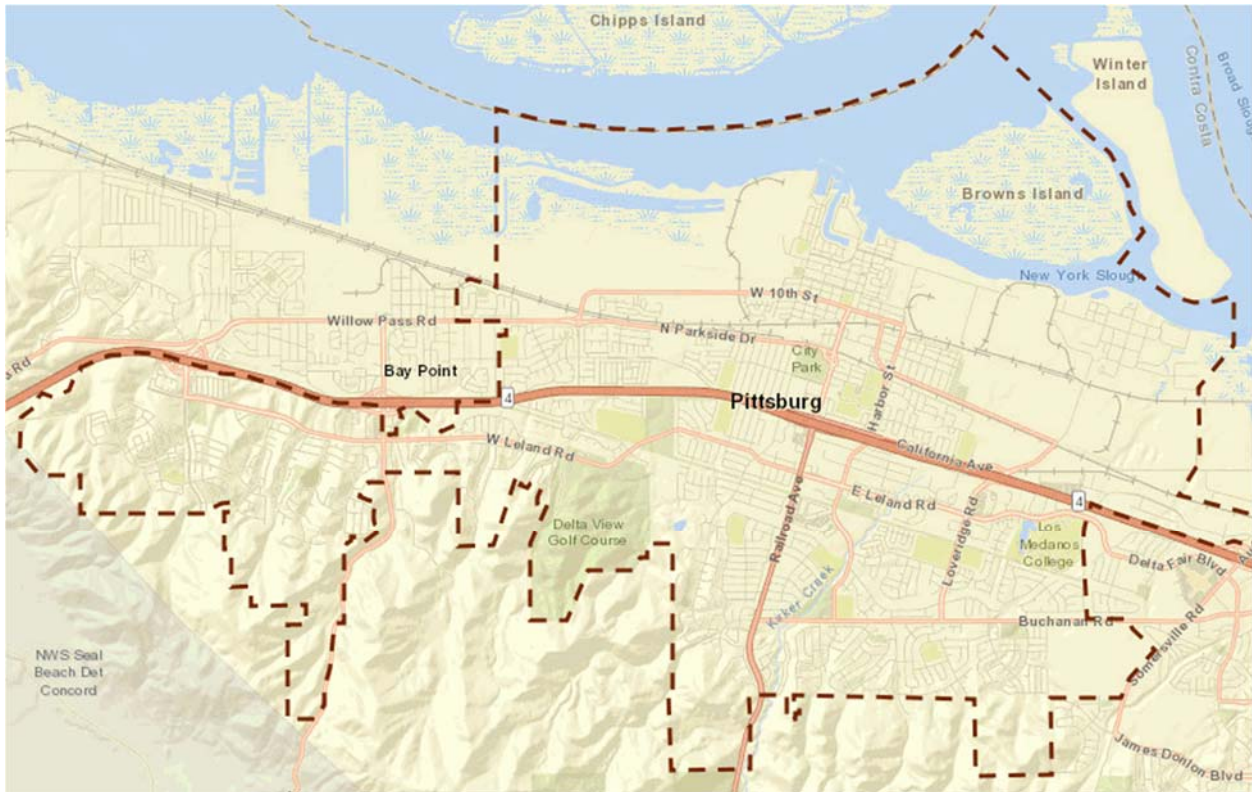 Chipps Island
Winter
Island
Contra Costa
Broad Sloug
Browns Island
New York Slough
W 10th St
Willow Pass Rd
N Parkside Dr
City
Park
Rd
Bay Point
4
Pittsburg
Harbor St
W Leland Rd
California Ave
Railroad Ave
E Leland Rd
4
Loveridge Rd
Delta View
Golf Course
Los
Medanos
College
Delta Fair Blvd
Kirker Creek
Buchanan Rd
Somersville Rd
NWS Seal
Beach Det
Concord
James Donlon Blvd